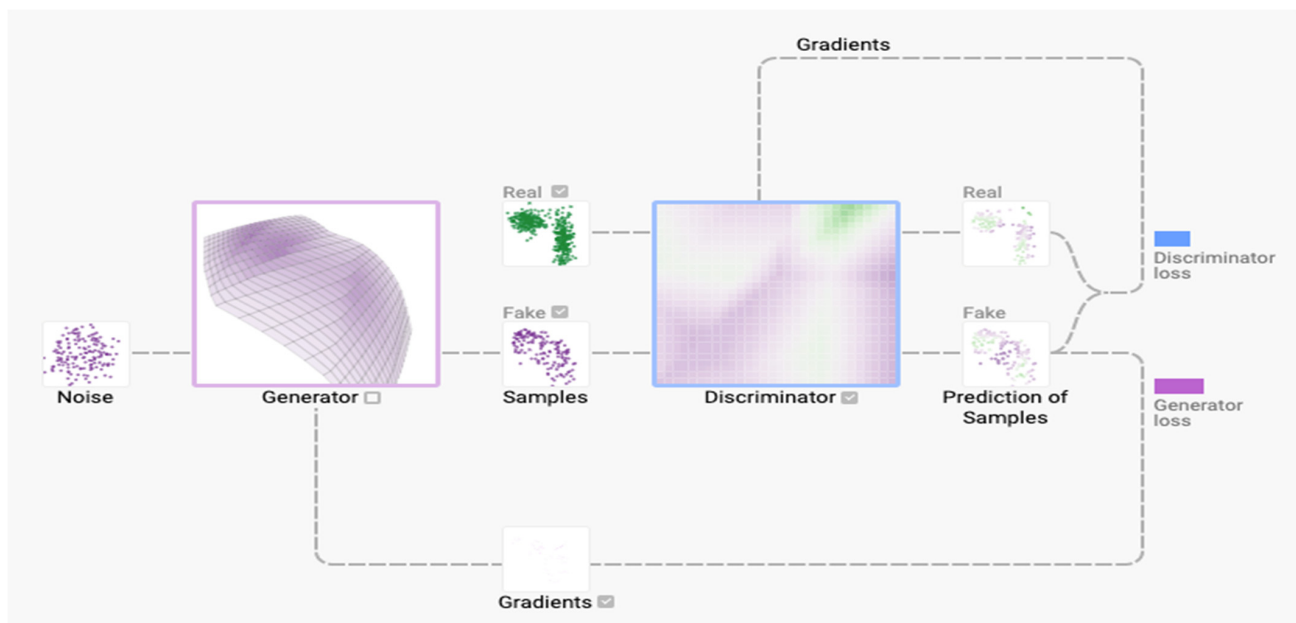 Gradients
Real
Real
Discriminator
loss
Fake
Fake
Noise
Generator
Samples
Discriminator
Prediction of
Samples
Generator
loss
Gradients